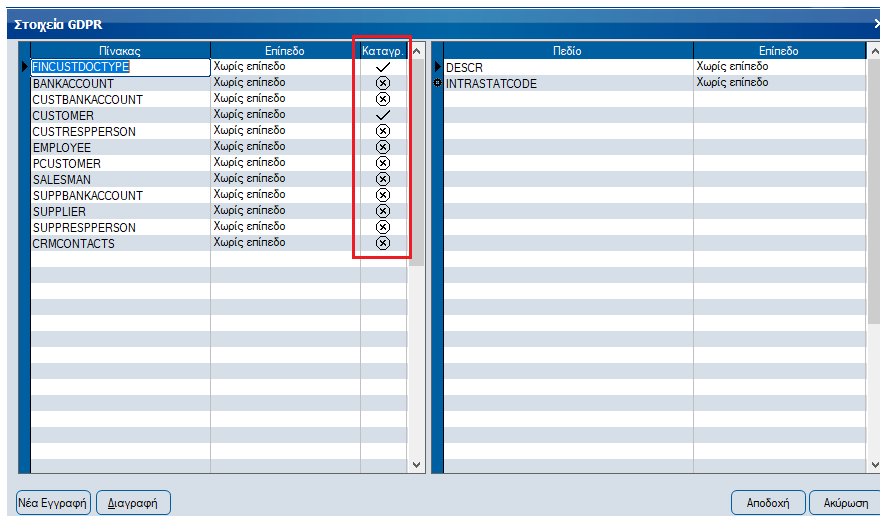 Στοιχεία GDPR
Πίνακας Επίπεδο Καταγρ. Πεδίο Επίπεδο
FINCUSTDOCTYPE Χωρίς επίπεδο DESCR Χωρίς επίπεδο
BANKACCOUNT Χωρίς επίπεδο INTRASTATCODE Χωρίς επίπεδο
CUSTBANKACCOUNT Χωρίς επίπεδο
CUSTOMER Χωρίς επίπεδο
CUSTRESPPERSON Χωρίς επίπεδο
EMPLOYEE Χωρίς επίπεδο
PCUSTOMER Χωρίς επίπεδο
SALESMAN Χωρίς επίπεδο
SUPPBANKACCOUNT Χωρίς επίπεδο
SUPPLIER Χωρίς επίπεδο
SUPPRESPPERSON Χωρίς επίπεδο
CRMCONTACTS Χωρίς επίπεδο
Νέα Εγγραφή Διαγραφή Αποδοχή Ακύρωση